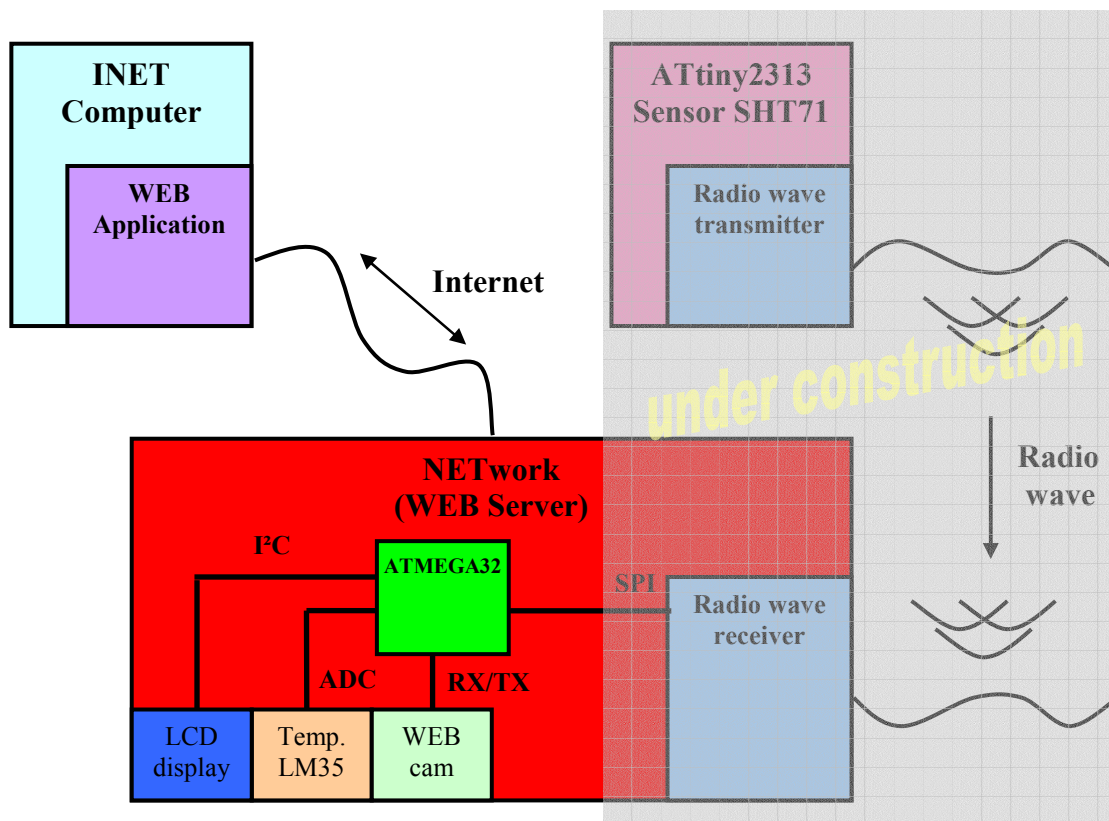 INET
Computer
WEB
Application
Internet
ATtiny2313
Sensor SHT71
Radio wave
transmitter
under construction
Radio
wave
NETwork
(WEB Server)
I²C
ATMEGA32
SPI
Radio wave
receiver
ADC
RX/TX
LCD
display
Temp.
LM35
WEB
cam